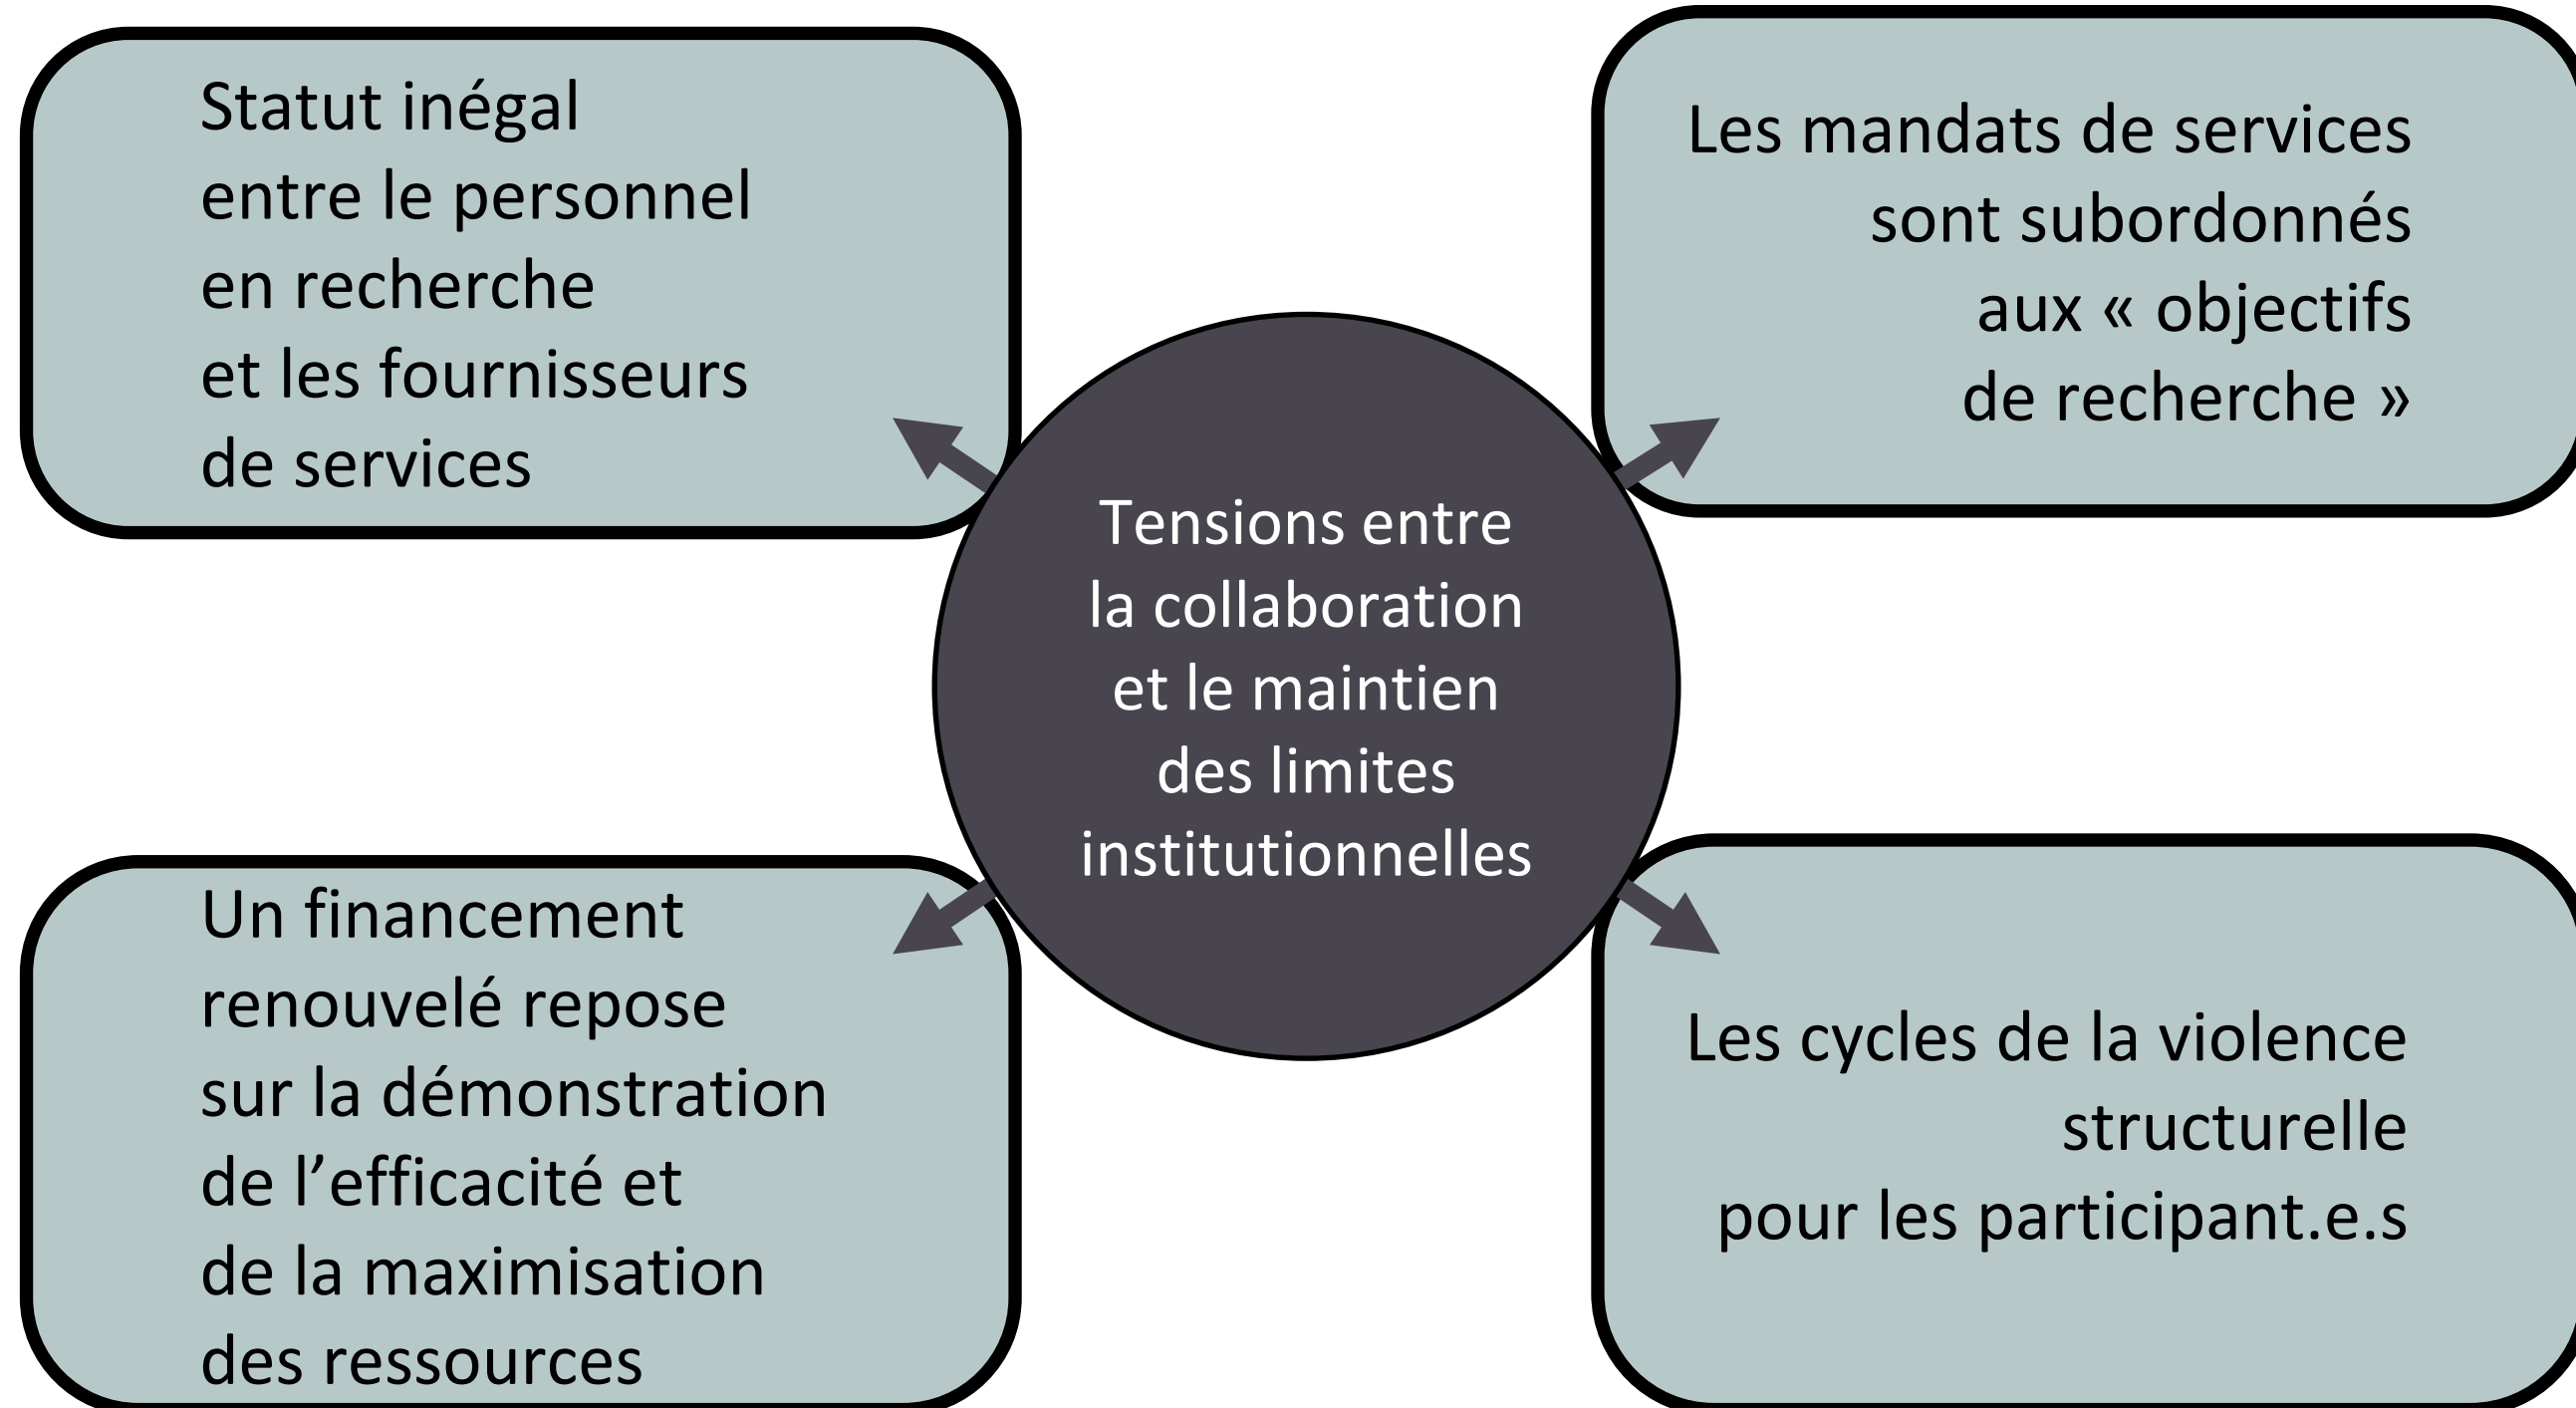 Statut inégal
entre le personnel
en recherche
et les fournisseurs
de services
Les mandats de services
sont subordonnés
aux « objectifs
de recherche »
Tensions entre
la collaboration
et le maintien
des limites
institutionnelles
Un financement
renouvelé repose
sur la démonstration
de l’efficacité et
de la maximisation
des ressources
Les cycles de la violence
structurelle
pour les participant.e.s